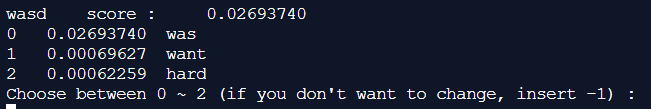 wasd    score :     0.02693740
0   0.02693740  was
1   0.00069627  want
2   0.00062259  hard
Choose between 0 ~ 2 (if you don't want to change, insert -1) :